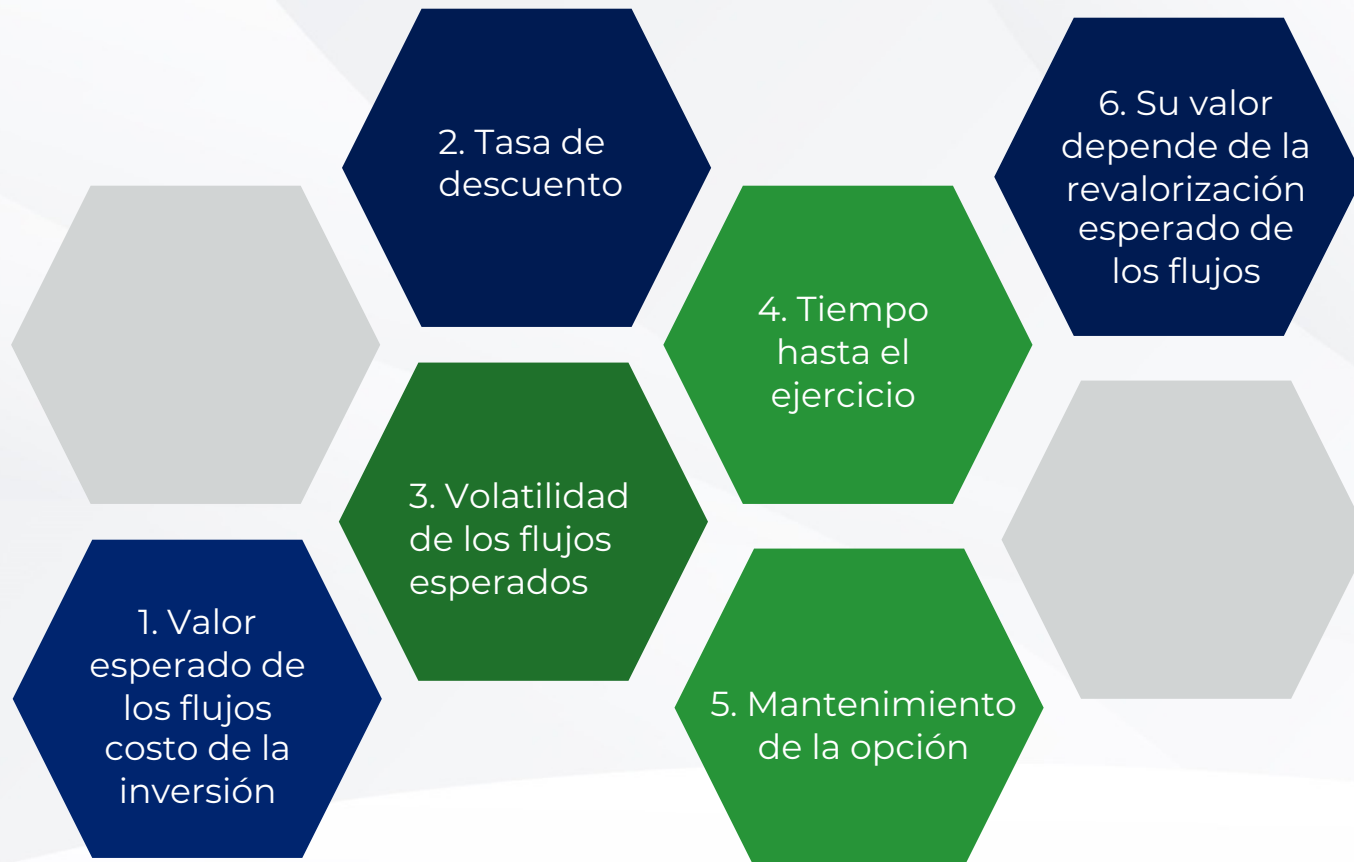 1. Valor
esperado de
los flujos
costo de la
inversión
2. Tasa de
descuento
3. Volatilidad
de los flujos
esperados
4. Tiempo
hasta el
ejercicio
5. Mantenimiento
de la opción
6. Su valor
depende de la
revalorización
esperado de
los flujos